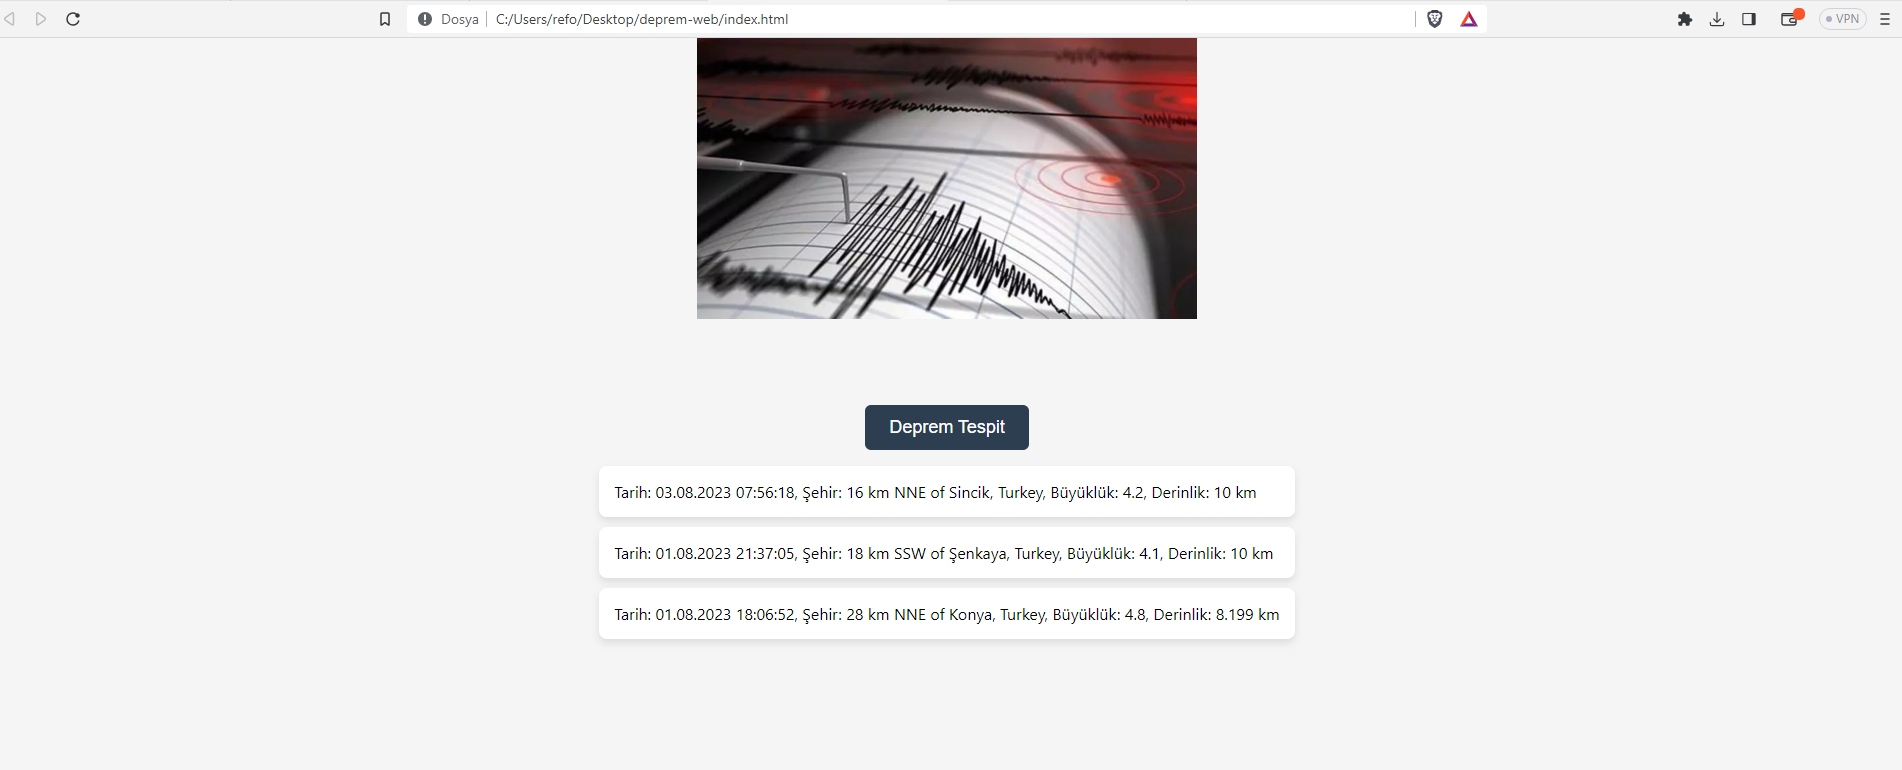 Dosya C:/Users/refo/Desktop/deprem-web/index.html VPN
Deprem Tespit
Tarih: 03.08.2023 07:56:18, Şehir: 16 km NNE of Sincik, Turkey, Büyüklük: 4.2, Derinlik: 10 km
Tarih: 01.08.2023 21:37:05, Şehir: 18 km SSW of Şenkaya, Turkey, Büyüklük: 4.1, Derinlik: 10 km
Tarih: 01.08.2023 18:06:52, Şehir: 28 km NNE of Konya, Turkey, Büyüklük: 4.8, Derinlik: 8.199 km